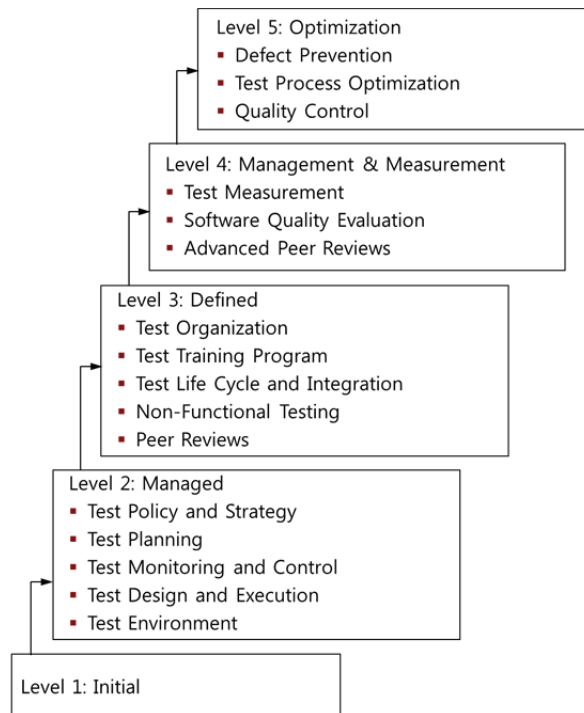 Level 5: Optimization
▪ Defect Prevention
▪ Test Process Optimization
▪ Quality Control
Level 4: Management & Measurement
▪ Test Measurement
▪ Software Quality Evaluation
▪ Advanced Peer Reviews
Level 3: Defined
▪ Test Organization
▪ Test Training Program
▪ Test Life Cycle and Integration
▪ Non-Functional Testing
▪ Peer Reviews
Level 2: Managed
▪ Test Policy and Strategy
▪ Test Planning
▪ Test Monitoring and Control
▪ Test Design and Execution
▪ Test Environment
Level 1: Initial